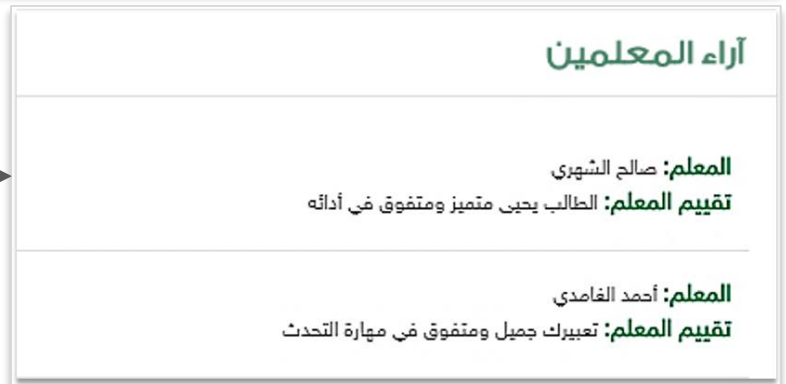 آراء المعلمين
المعلم: صالح الشهري
تقييم المعلم: الطالب يحيى متميز ومتفوق في أدائه
المعلم: أحمد الغامدي
تقييم المعلم: تعبيرك جميل ومتفوق في مهارة التحدث